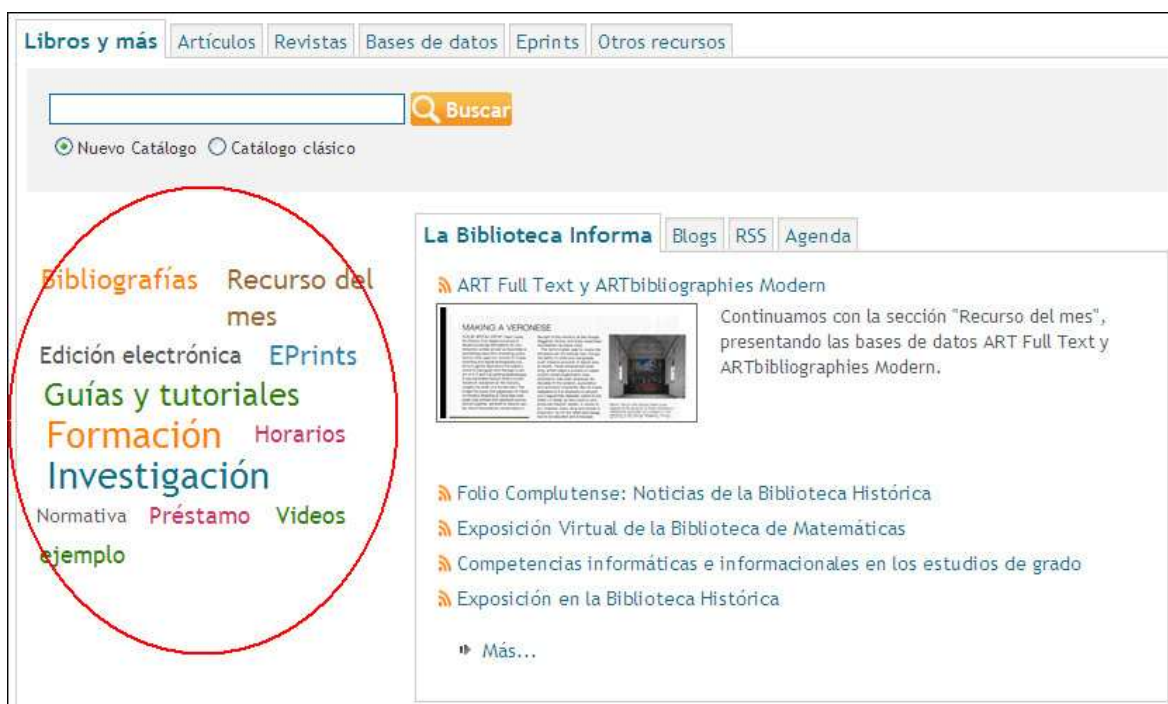 Libros y más Artículos Revistas Bases de datos Eprints Otros recursos
Buscar
Nuevo Catálogo Catálogo clásico
Bibliografías Recurso del
mes
Edición electrónica EPrints
Guías y tutoriales
Formación Horarios
Investigación
Normativa Préstamo Videos
ejemplo
La Biblioteca Informa Blogs RSS Agenda
ART Full Text y ARTbibliographies Modern
MAKING A VERONESE
Continuamos con la sección "Recurso del mes",
presentando las bases de datos ART Full Text y
ARTbibliographies Modern.
Folio Complutense: Noticias de la Biblioteca Histórica
Exposición Virtual de la Biblioteca de Matemáticas
Competencias informáticas e informacionales en los estudios de grado
Exposición en la Biblioteca Histórica
Más...